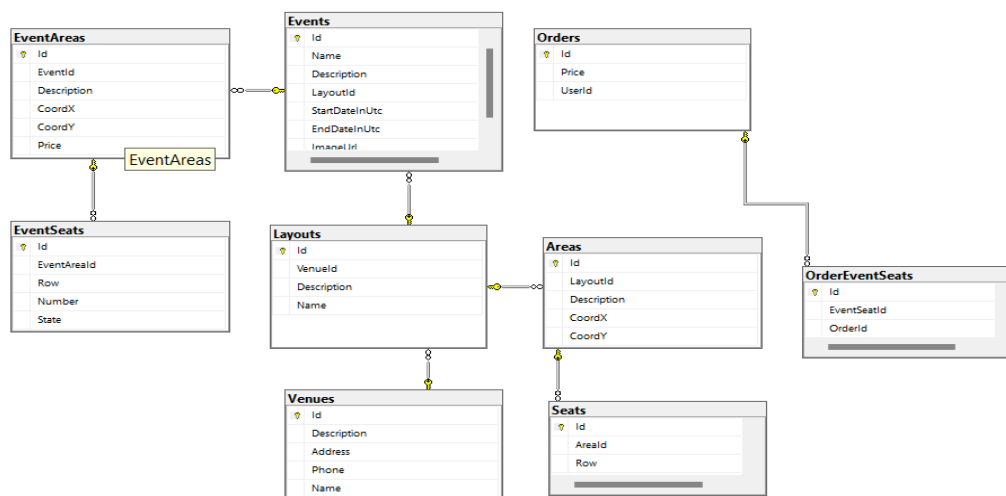 EventAreas
Id
EventId
Description
CoordX
CoordY
Price
EventAreas
Events
Id
Name
Description
LayoutId
StartDateInUtc
EndDateInUtc
ImageUrl
Orders
Id
Price
UserId
EventSeats
Id
EventAreaId
Row
Number
State
Layouts
Id
VenueId
Description
Name
Areas
Id
LayoutId
Description
CoordX
CoordY
OrderEventSeats
Id
EventSeatId
OrderId
Venues
Id
Description
Address
Phone
Name
Seats
Id
AreaId
Row